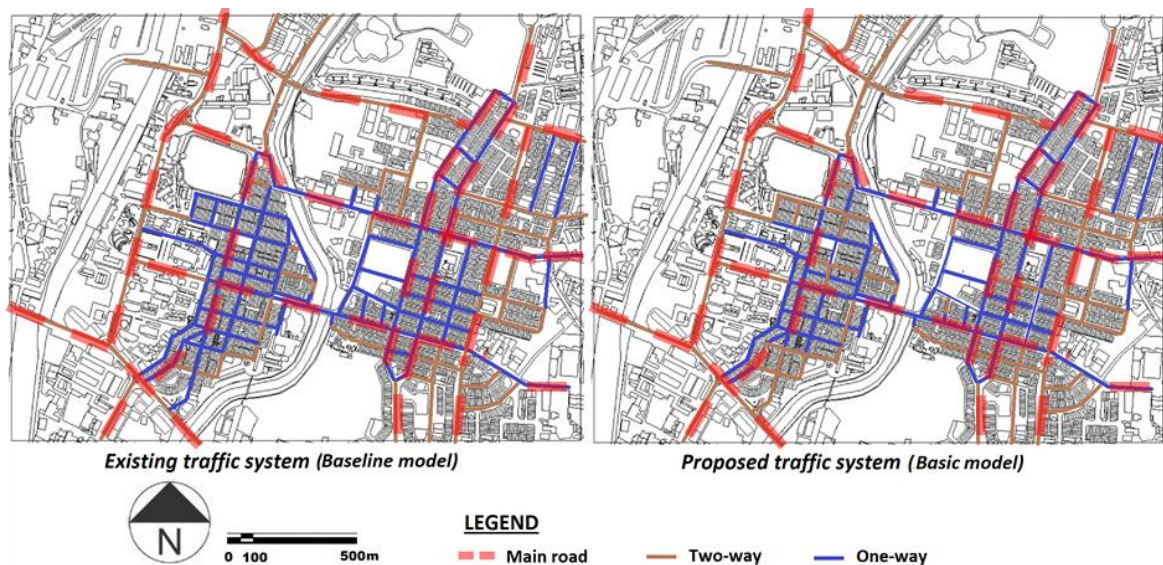 Existing traffic system (Baseline model)
Proposed traffic system (Basic model)
N
0 100 500m
LEGEND
Main road
Two-way
One-way